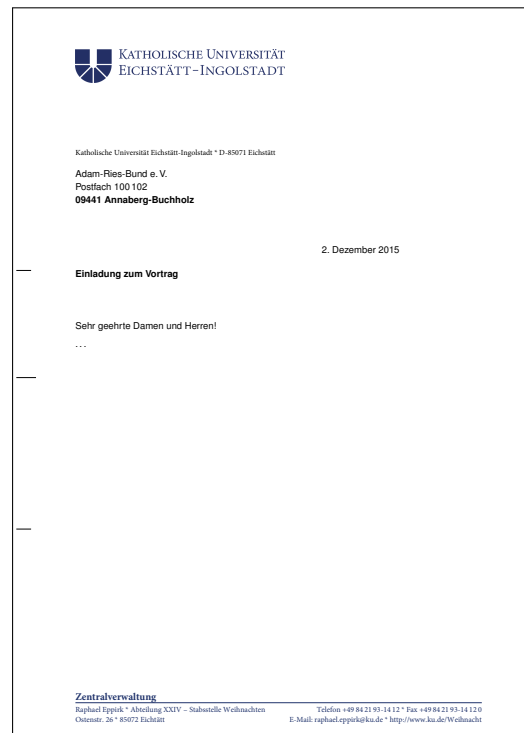 KATHOLISCHE UNIVERSITÄT
EICHSTÄTT-INGOLSTADT
Katholische Universität Eichstätt-Ingolstadt * D-85071 Eichstätt
Adam-Ries-Bund e. V.
Postfach 100 102
09441 Annaberg-Buchholz
2. Dezember 2015
Einladung zum Vortrag
Sehr geehrte Damen und Herren!
...
Zentralverwaltung
Raphael Eppirk * Abteilung XXIV – Stabsstelle Weihnachten
Telefon +49 84 21 93-14 12 * Fax +49 84 21 93-14 12 0
Ostenstr. 26 * 85072 Eichtätt
E-Mail: raphael.eppirk@ku.de * http://www.ku.de/Weihnacht